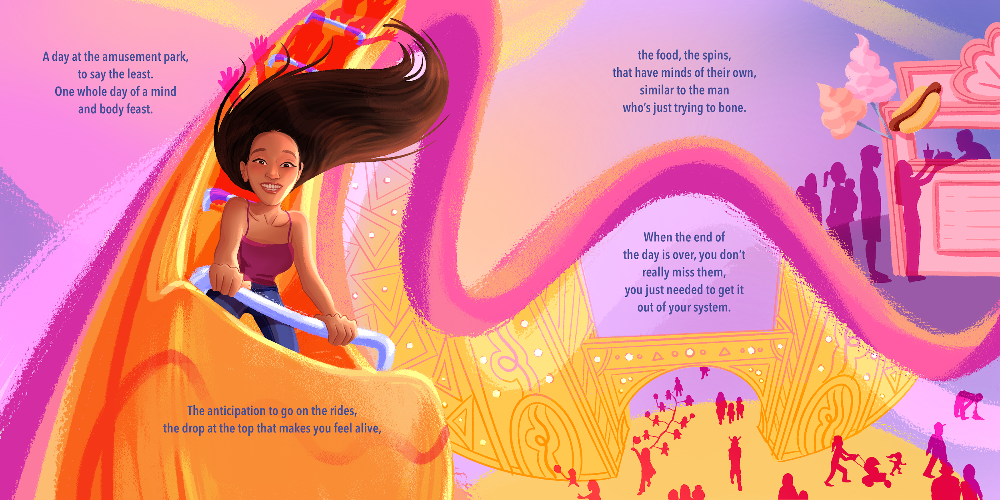 A day at the amusement park,
to say the least.
One whole day of a mind
and body feast.
The anticipation to go on the rides,
the drop at the top that makes you feel alive,
the food, the spins,
that have minds of their own,
similar to the man
who's just trying to bone.
When the end of
the day is over, you don't
really miss them,
you just needed to get it
out of your system.